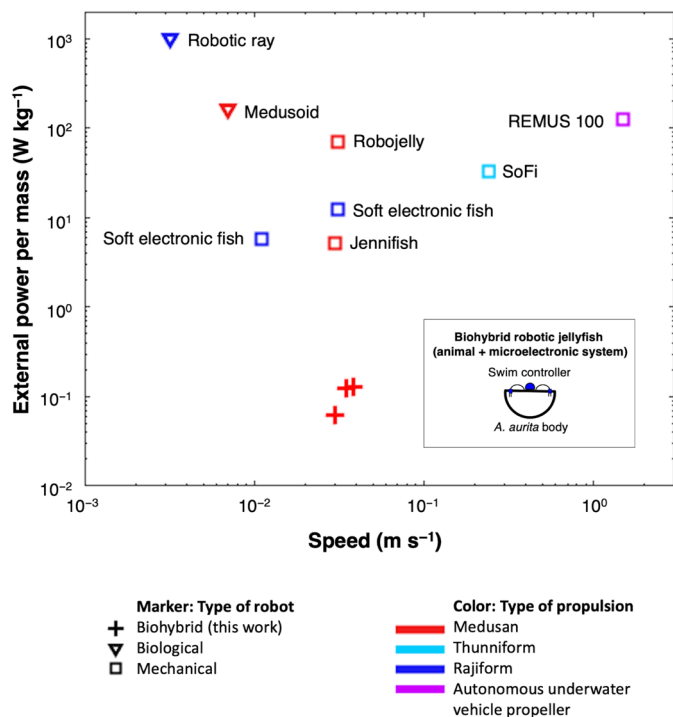 External power per mass (W kg⁻¹)
10³
10²
10¹
10⁰
10⁻¹
10⁻²
Robotic ray
Medusoid
Robojelly
REMUS 100
SoFi
Soft electronic fish
Soft electronic fish
Jennifish
Biohybrid robotic jellyfish
(animal + microelectronic system)
Swim controller
A. aurita body
10⁻³
10⁻²
10⁻¹
10⁰
Speed (m s⁻¹)
Marker: Type of robot
Biohybrid (this work)
Biological
Mechanical
Color: Type of propulsion
Medusan
Thunniform
Rajiform
Autonomous underwater
vehicle propeller